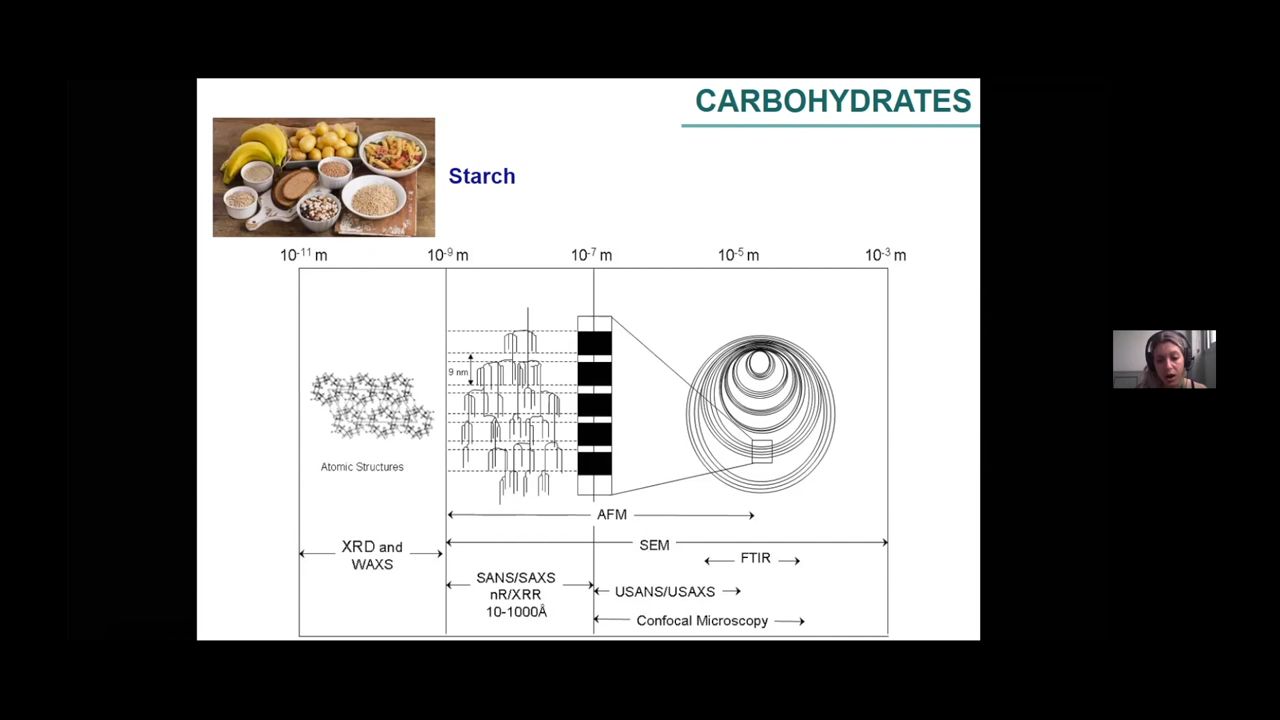 CARBOHYDRATES
Starch
10⁻¹¹ m
10⁻⁹ m
10⁻⁷ m
10⁻⁵ m
10⁻³ m
9 nm
Atomic Structures
AFM
SEM
XRD and
WAXS
FTIR
SANS/SAXS
nR/XRR
10-1000Å
USANS/USAXS
Confocal Microscopy